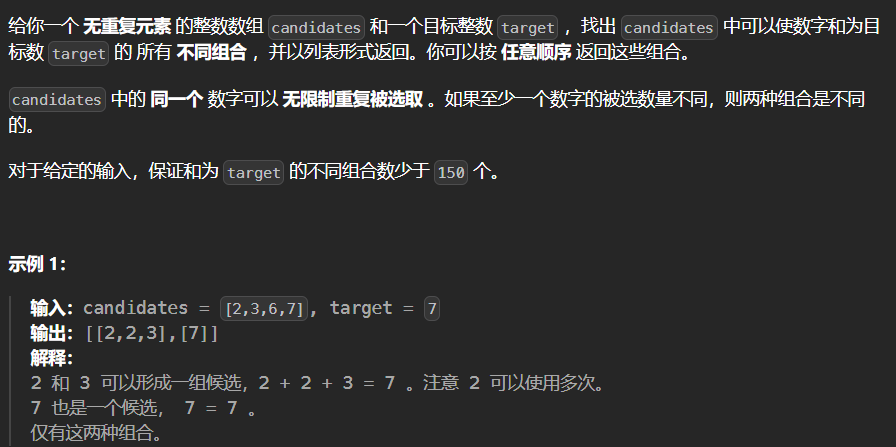 给你一个 无重复元素 的整数数组 candidates 和一个目标整数 target ，找出 candidates 中可以使数字和为目
标数 target 的 所有 不同组合 ，并以列表形式返回。你可以按 任意顺序 返回这些组合。
candidates 中的 同一个 数字可以 无限制重复被选取 。如果至少一个数字的被选数量不同，则两种组合是不同
的。
对于给定的输入，保证和为 target 的不同组合数少于 150 个。
示例 1：
输入：candidates = [2,3,6,7], target = 7
输出：[[2,2,3],[7]]
解释：
2 和 3 可以形成一组候选，2 + 2 + 3 = 7 。注意 2 可以使用多次。
7 也是一个候选， 7 = 7 。
仅有这两种组合。